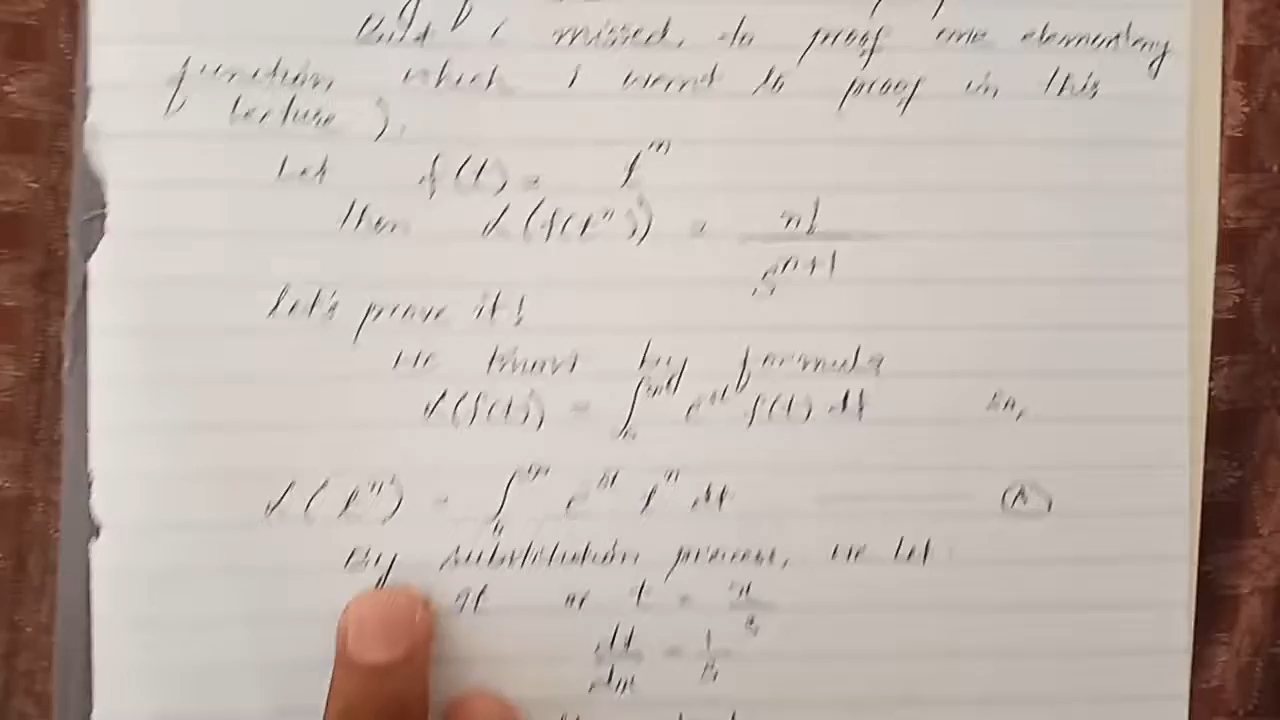 But I missed, to proof one elementary
function which I want to proof in this
lecture ).
Let f(t) = t^n
then L(f(t^n)) = n! / s^{n+1}
Let's prove it!
we know by formula
L(f(t)) = ∫ e^{-st} f(t) dt
L(t^n) = ∫ e^{-st} t^n dt (A)
By substitution process, we let
st or t = x/s
dt/dx = 1/s